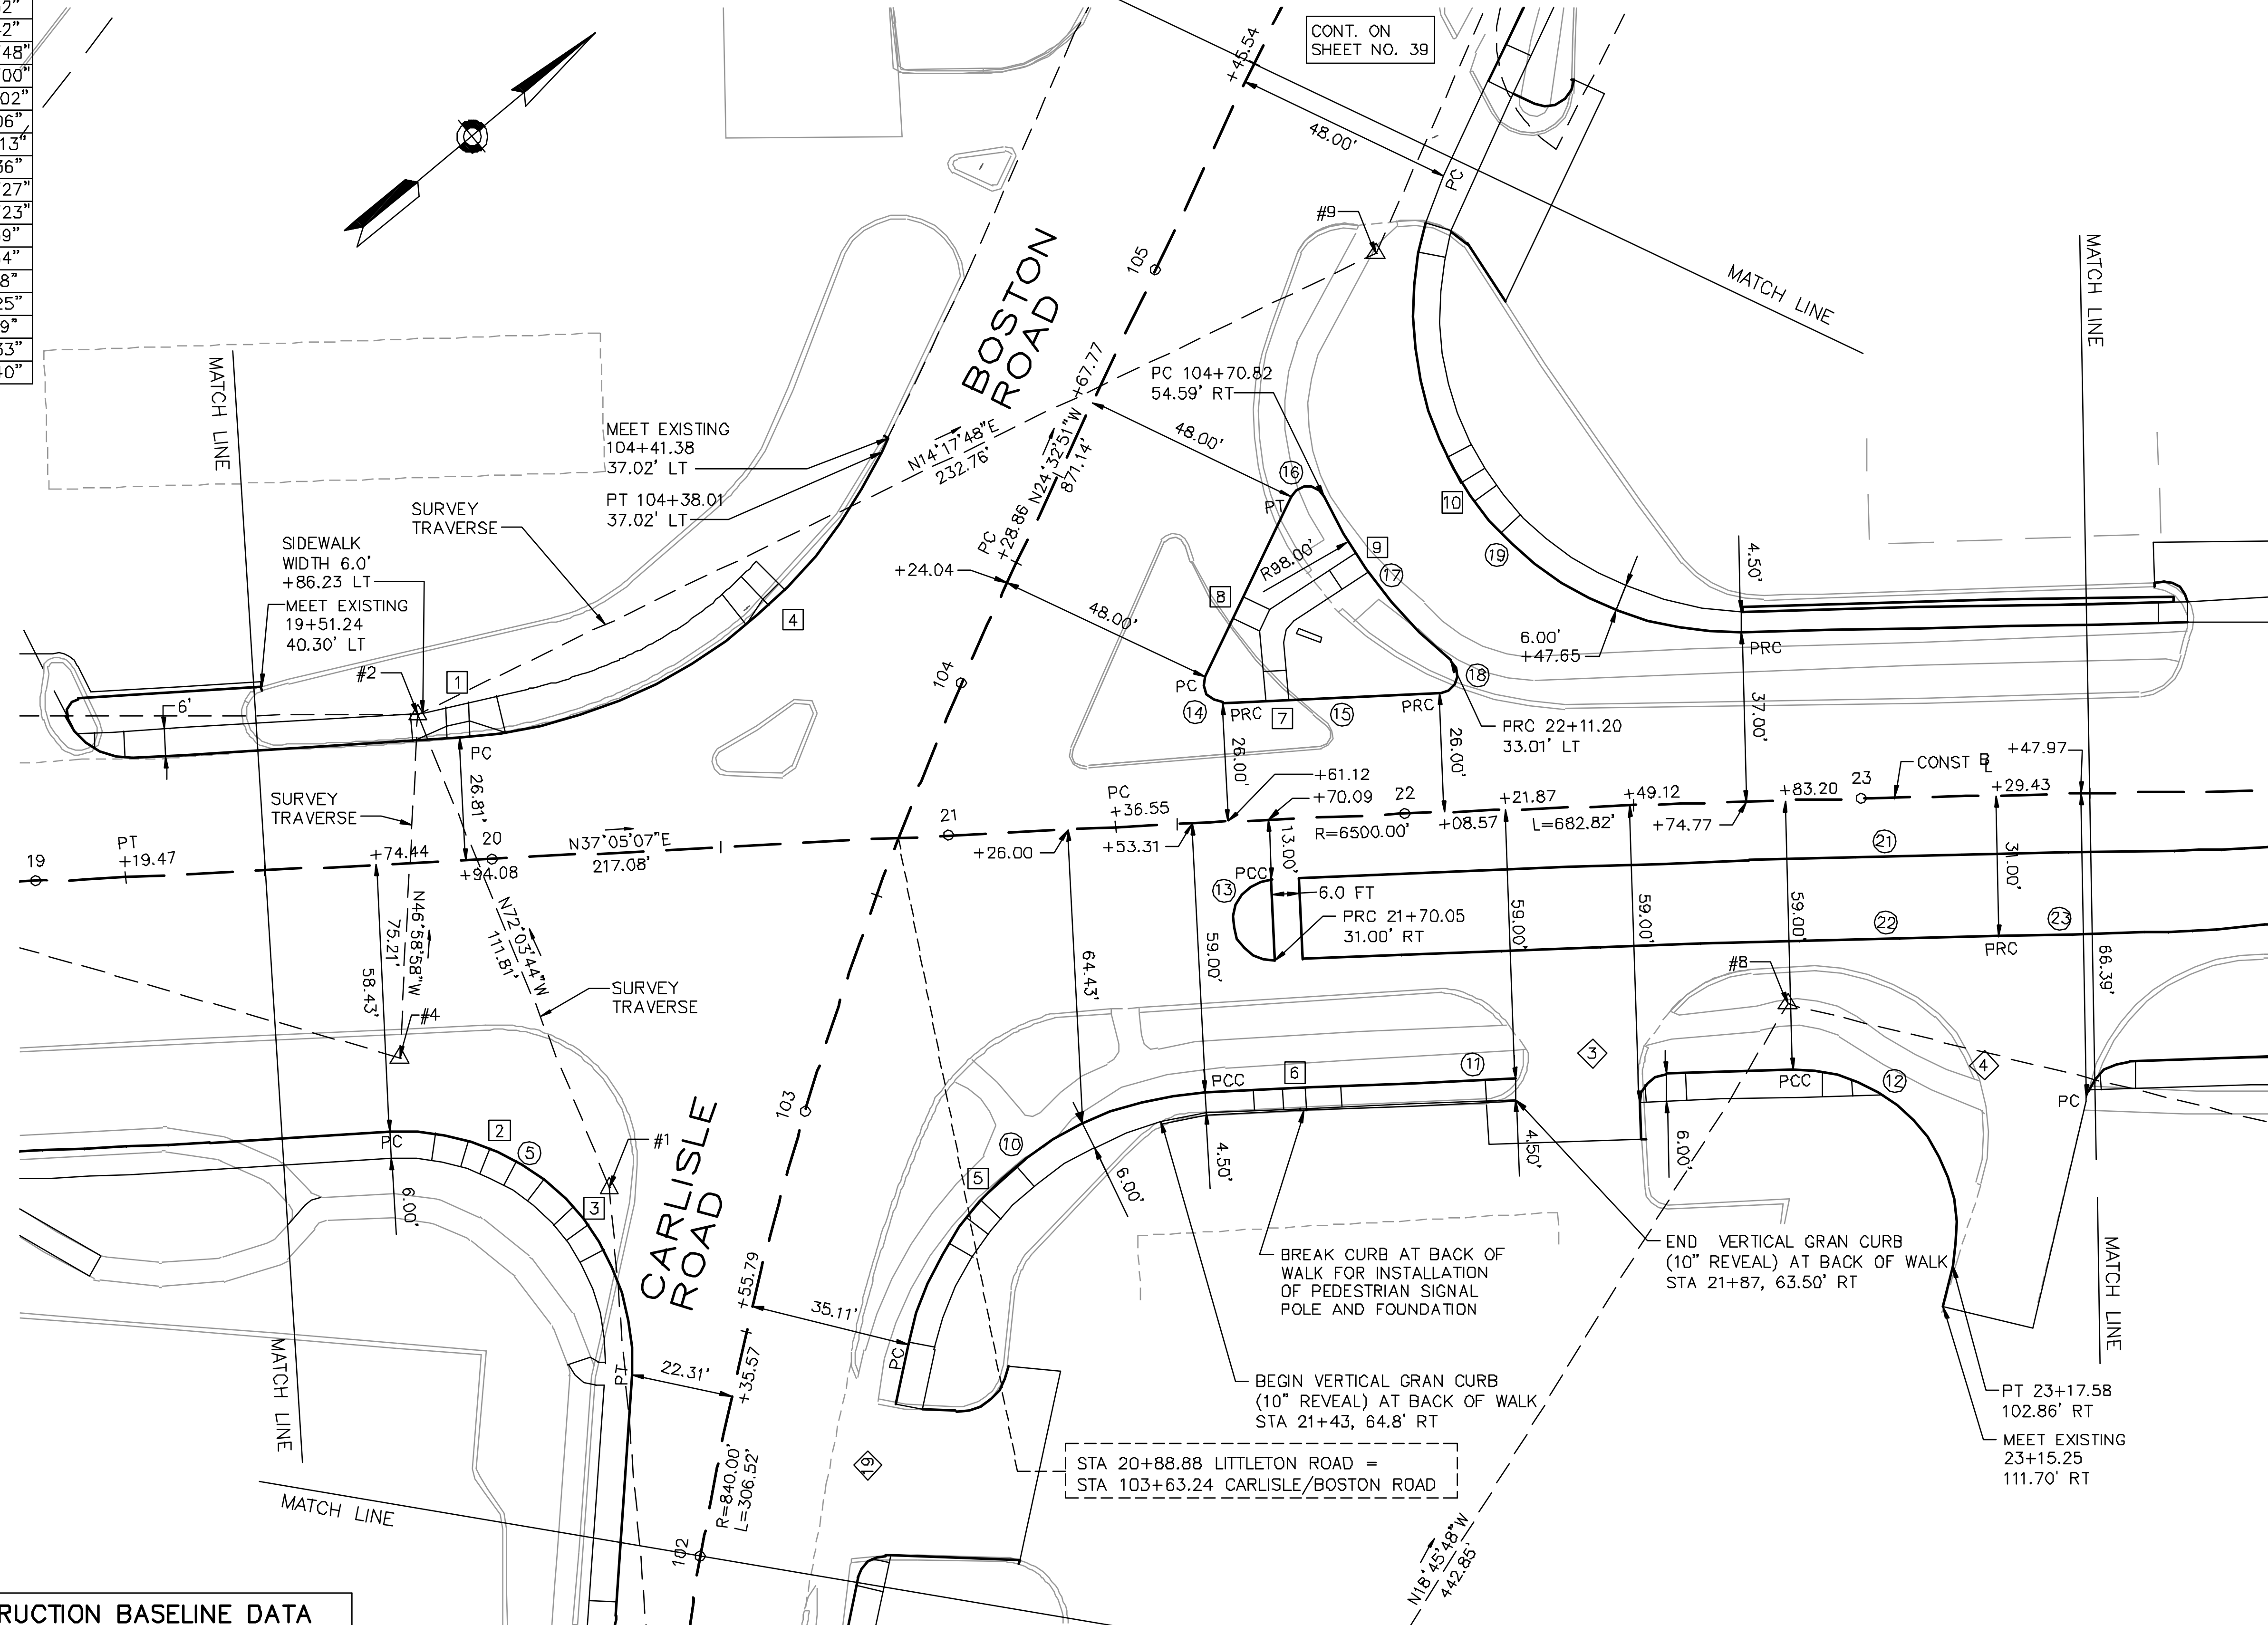 CONT. ON
SHEET NO. 39
48"
00"
02"
06"
13"
36"
27"
23"
25"
33"
40"
+45.54
48.00'
PC
#9
105
MATCH LINE
MATCH LINE
BOSTON
ROAD
MATCH LINE
+67.77
PC 104+70.82
54.59' RT
MEET EXISTING
104+41.38
37.02' LT
N14°17'48"E
232.76'
N24°32'51"W
871.14'
48.00'
PT 104+38.01
37.02' LT
SURVEY
TRAVERSE
16
PT
10
PC
+28.86
SIDEWALK
WIDTH 6.0'
+86.23 LT
R98.00'
9
17
19
4.50'
+24.04
MEET EXISTING
19+51.24
40.30' LT
8
48.00'
4
6.00'
+47.65
PRC
#2
1
104
18
6'
PC
14
PRC
7
15
PRC
PRC 22+11.20
33.01' LT
37.00'
PC
26.81'
26.00'
26.00'
+47.97
CONST BL
SURVEY
TRAVERSE
+61.12
+70.09
PC
+36.55
22
+21.87
+49.12
+83.20
23
+29.43
21
R=6500.00'
+08.57
L=682.82'
+74.77
19
PT
+19.47
+74.44
20
+94.08
N37°05'07"E
217.08'
+26.00
+53.31
13.00'
21
31.00'
PCC
13
6.0 FT
PRC 21+70.05
31.00' RT
59.00'
59.00'
59.00'
22
23
PRC
N46°58'58"W
75.21'
N72°03'44"W
111.81'
58.43'
64.43'
59.00'
66.39'
#8
SURVEY
TRAVERSE
#4
3
4
PCC
6
11
PCC
12
PC
103
PC
2
5
#1
10
4.50'
4.50'
6.00'
5
6.00'
6.00'
3
CARLISLE
ROAD
BREAK CURB AT BACK OF
WALK FOR INSTALLATION
OF PEDESTRIAN SIGNAL
POLE AND FOUNDATION
END VERTICAL GRAN CURB
(10" REVEAL) AT BACK OF WALK
STA 21+87, 63.50' RT
MATCH LINE
+55.79
35.11'
PC
MATCH LINE
PT
22.31'
+35.57
BEGIN VERTICAL GRAN CURB
(10" REVEAL) AT BACK OF WALK
STA 21+43, 64.8' RT
PT 23+17.58
102.86' RT
MEET EXISTING
23+15.25
111.70' RT
STA 20+88.88 LITTLETON ROAD =
STA 103+63.24 CARLISLE/BOSTON ROAD
19
R=840.00'
L=306.52'
MATCH LINE
102
N18°45'48"W
442.85'
RUCTION BASELINE DATA